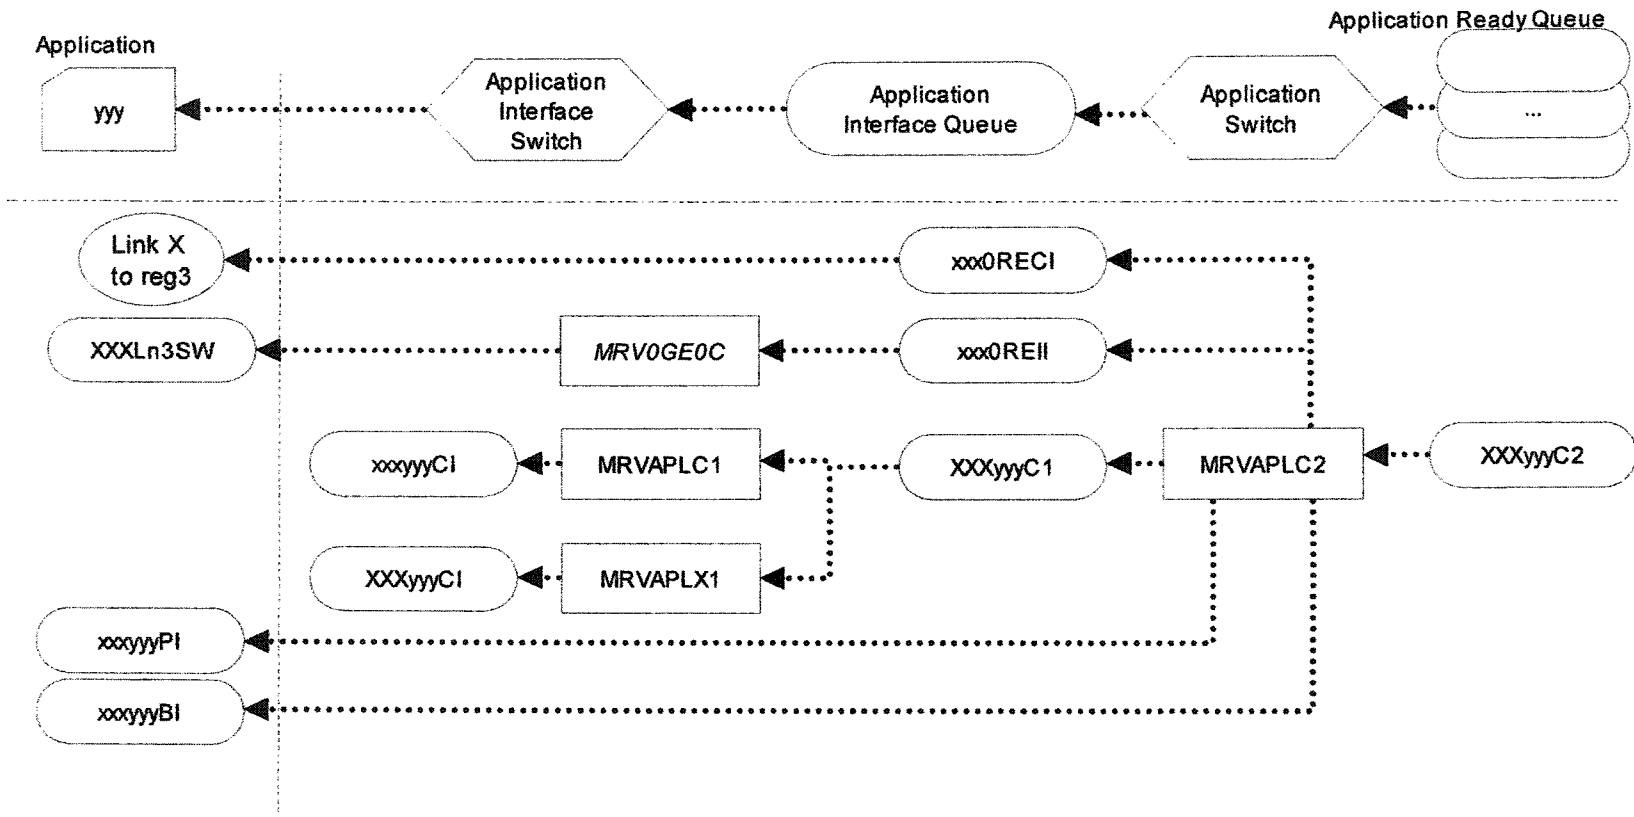 Application Ready Queue
Application
yyy
Application
Interface
Switch
Application
Interface Queue
Application
Switch
...
Link X
to reg3
xxx0RECI
XXXLn3SW
MRV0GE0C
xxx0REII
xxxyyyCI
MRVAPLC1
XXXyyyC1
MRVAPLC2
XXXyyyC2
XXXyyyCI
MRVAPLX1
xxxyyyPI
xxxyyyBI